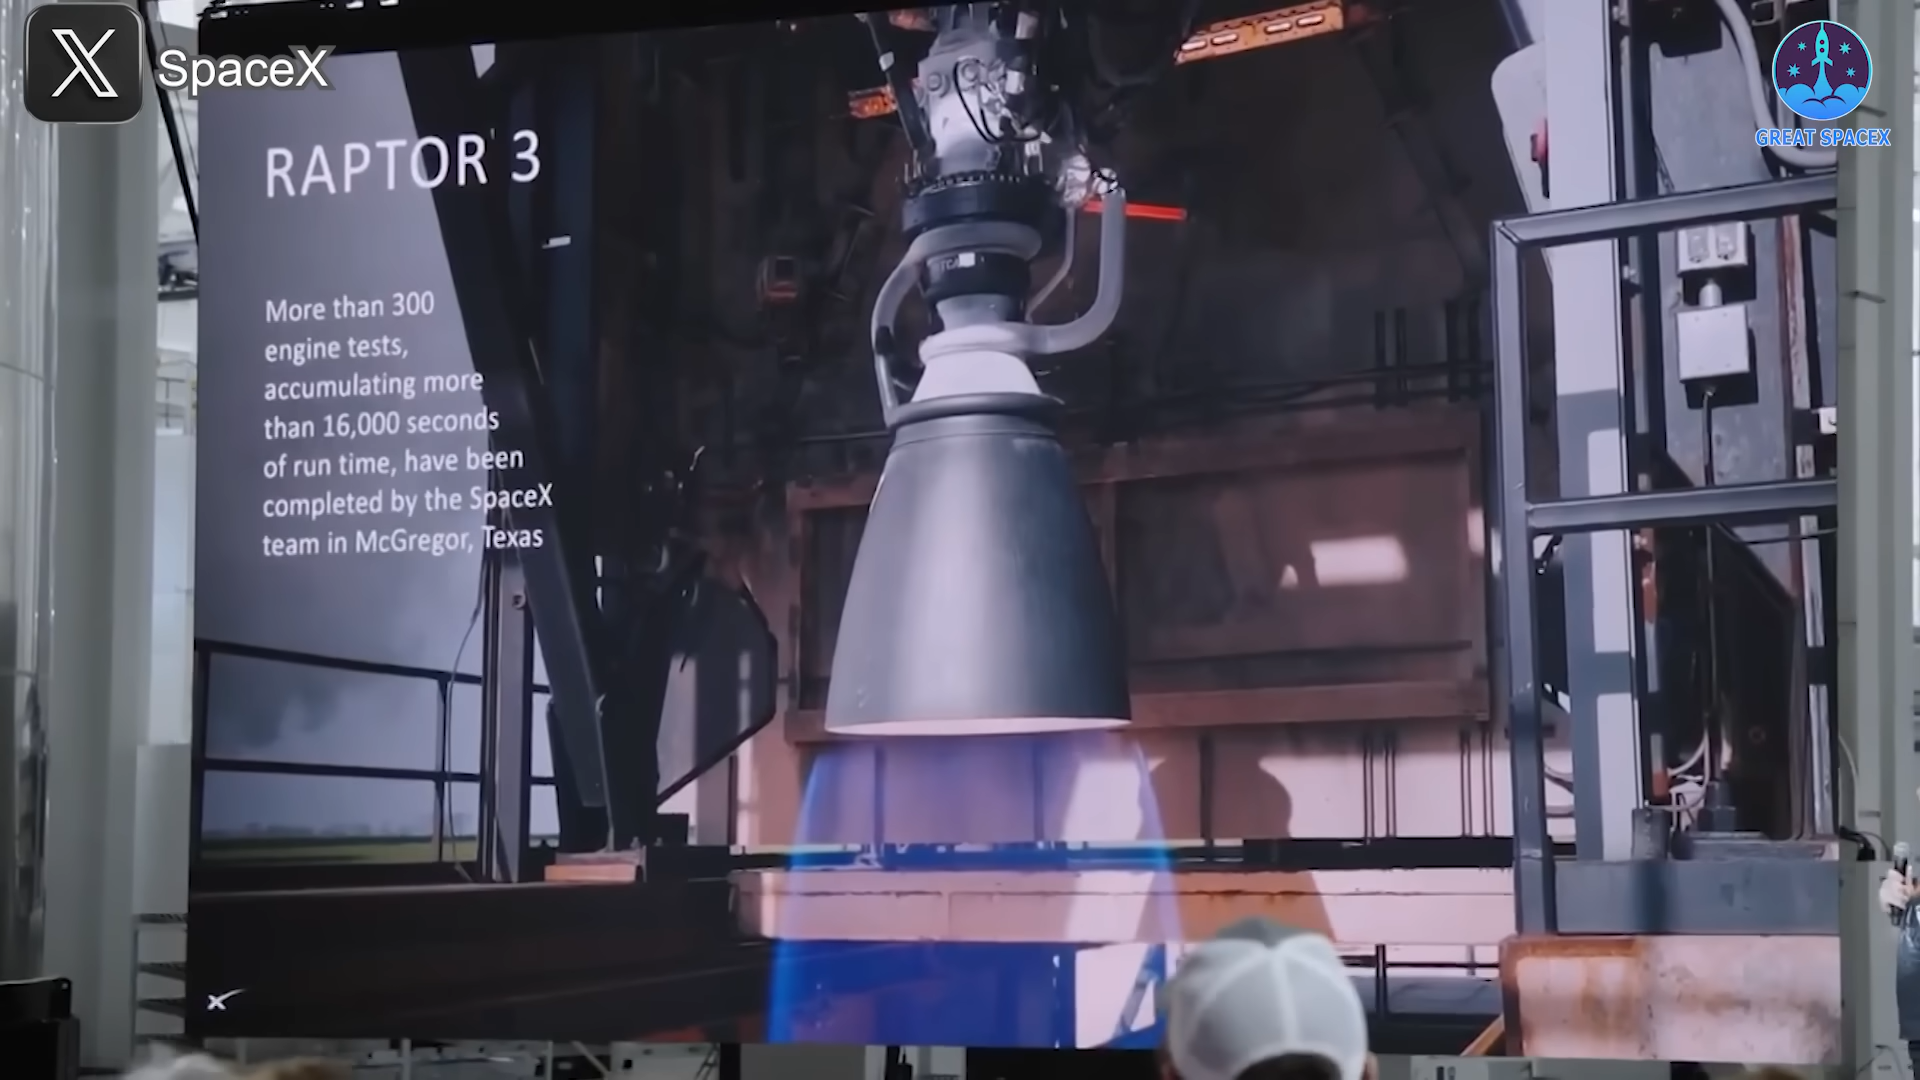 SpaceX
GREAT SPACEX
RAPTOR 3
More than 300
engine tests,
accumulating more
than 16,000 seconds
of run time, have been
completed by the SpaceX
team in McGregor, Texas